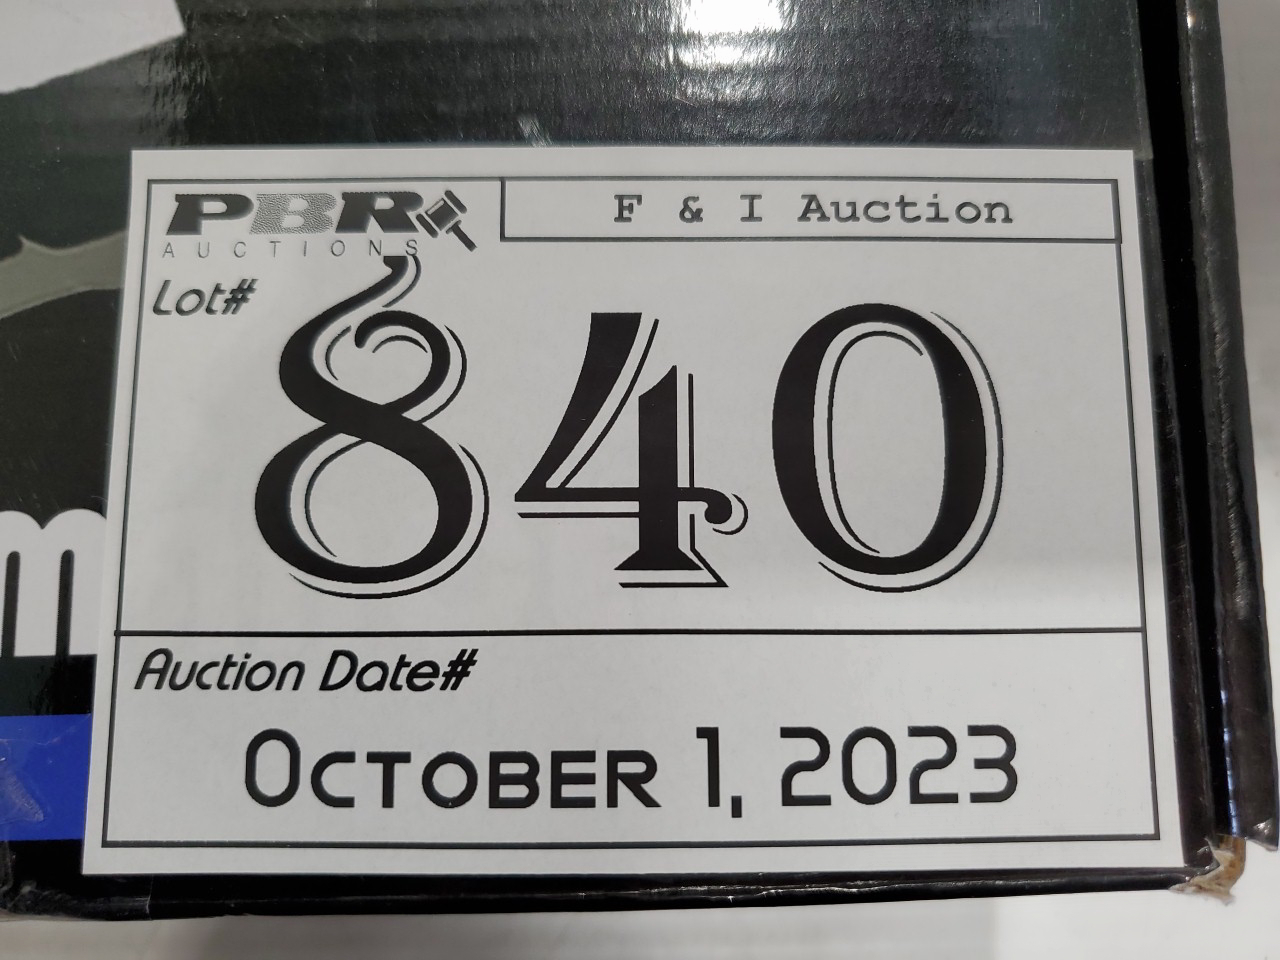 PBR
AUCTIONS
F & I Auction
Lot#
840
m
Auction Date#
October 1, 2023